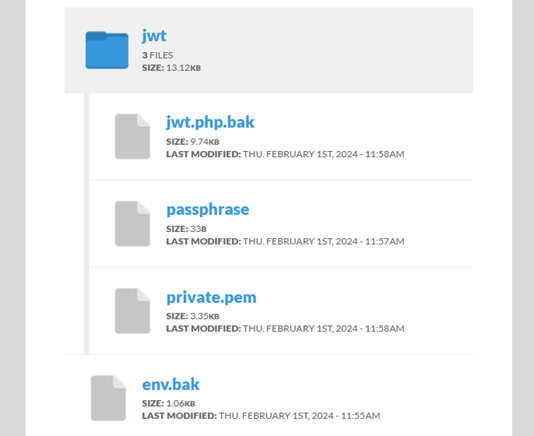 jwt
3 FILES
SIZE: 13.12KB
jwt.php.bak
SIZE: 9.74KB
LAST MODIFIED: THU. FEBRUARY 1ST, 2024 - 11:58AM
passphrase
SIZE: 33B
LAST MODIFIED: THU. FEBRUARY 1ST, 2024 - 11:57AM
private.pem
SIZE: 3.35KB
LAST MODIFIED: THU. FEBRUARY 1ST, 2024 - 11:58AM
env.bak
SIZE: 1.06KB
LAST MODIFIED: THU. FEBRUARY 1ST, 2024 - 11:55AM